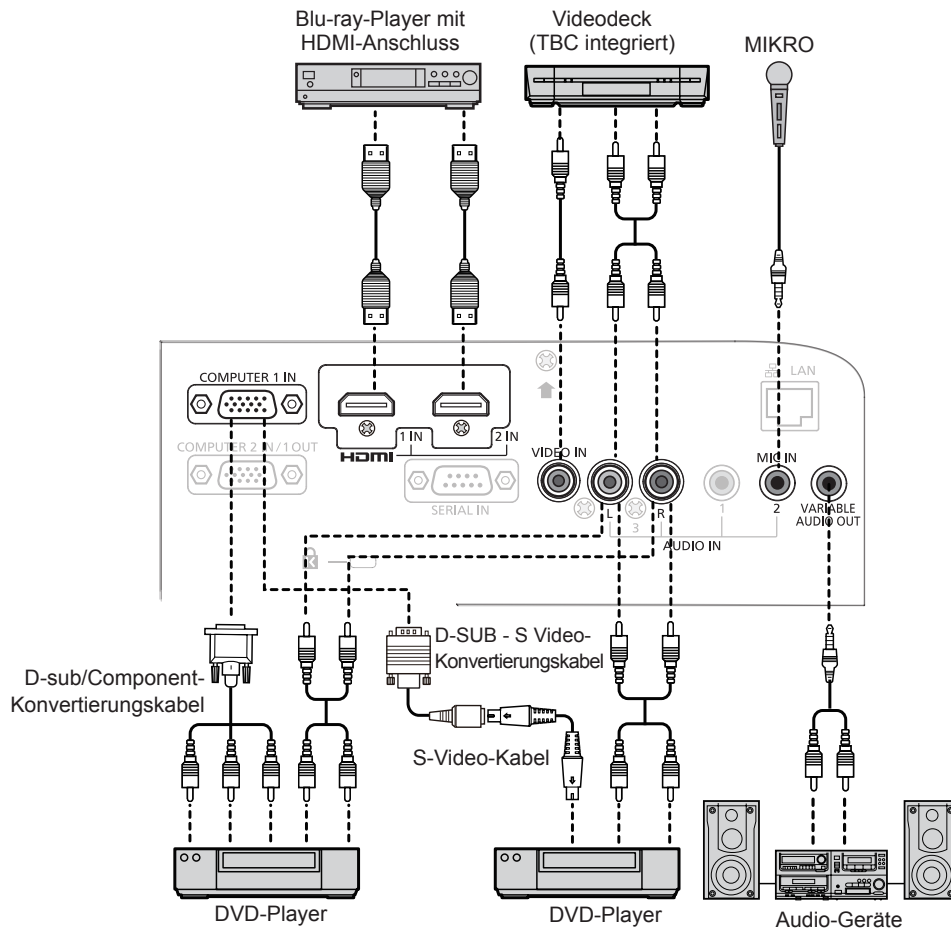 Blu-ray-Player mit
HDMI-Anschluss
Videodeck
(TBC integriert)
MIKRO
COMPUTER 1 IN
LAN
COMPUTER 2 IN / 1 OUT
HDMI
1 IN
2 IN
SERIAL IN
VIDEO IN
MIC IN
L
R
1
2
3
AUDIO IN
VARIABLE
AUDIO OUT
K
D-SUB - S Video-
Konvertierungskabel
D-sub/Component-
Konvertierungskabel
S-Video-Kabel
DVD-Player
DVD-Player
Audio-Geräte